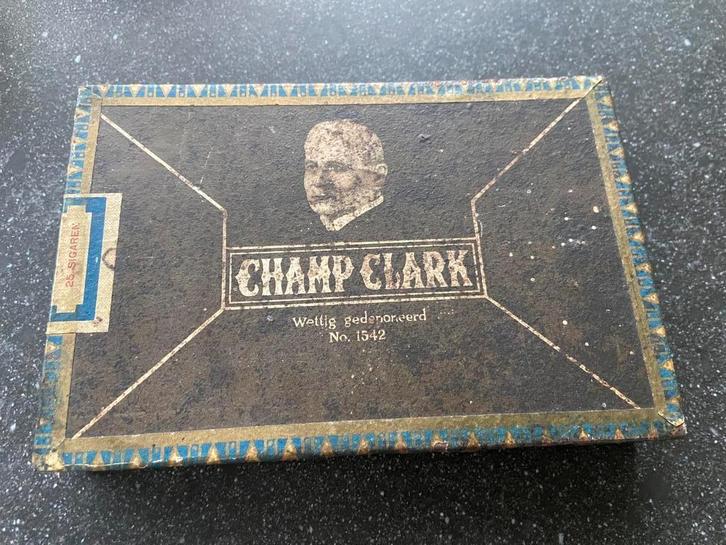 25 SIGAREN
CHAMP CLARK
Wettig gedeponeerd
No. 1542